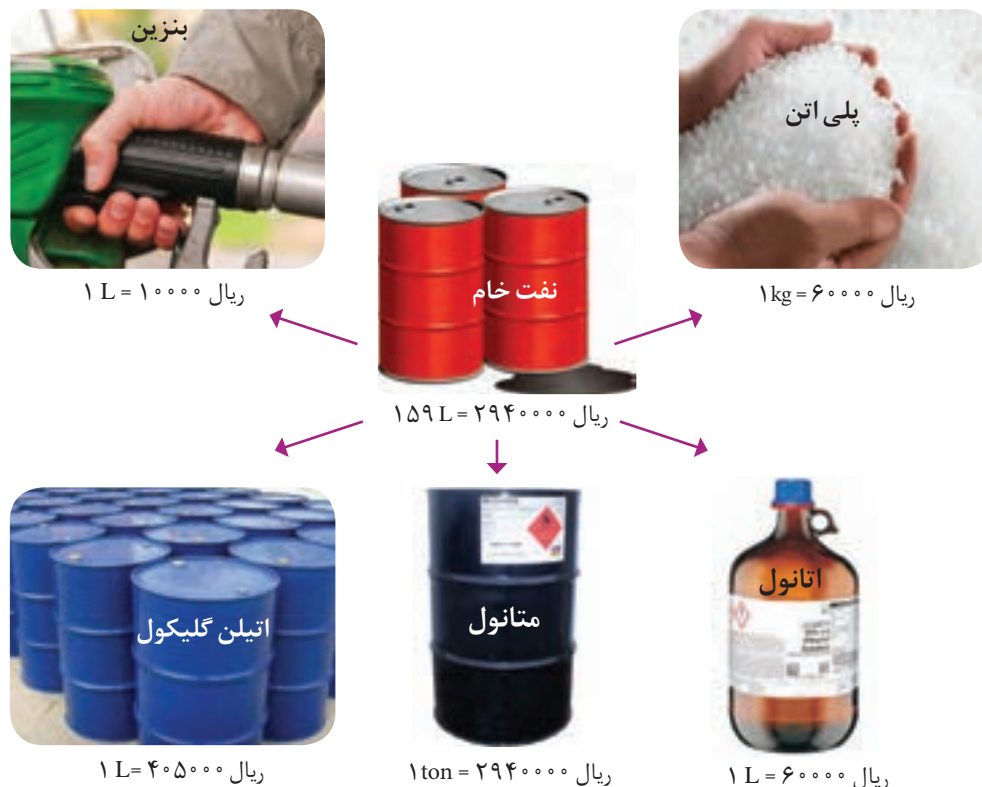 بنزین
۱ L = ۱۰۰۰۰ ریال
پلی اتن
۱kg = ۶۰۰۰۰ ریال
نفت خام
۱۵۹ L = ۲۹۴۰۰۰۰ ریال
اتیلن گلیکول
۱ L= ۴۰۵۰۰۰ ریال
متانول
۱ton = ۲۹۴۰۰۰۰ ریال
اتانول
۱ L = ۶۰۰۰۰ ریال